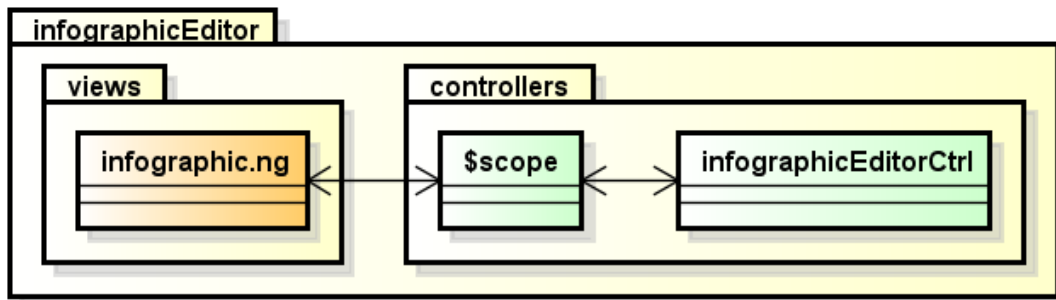 infographicEditor
views
controllers
infographic.ng
$scope
infographicEditorCtrl